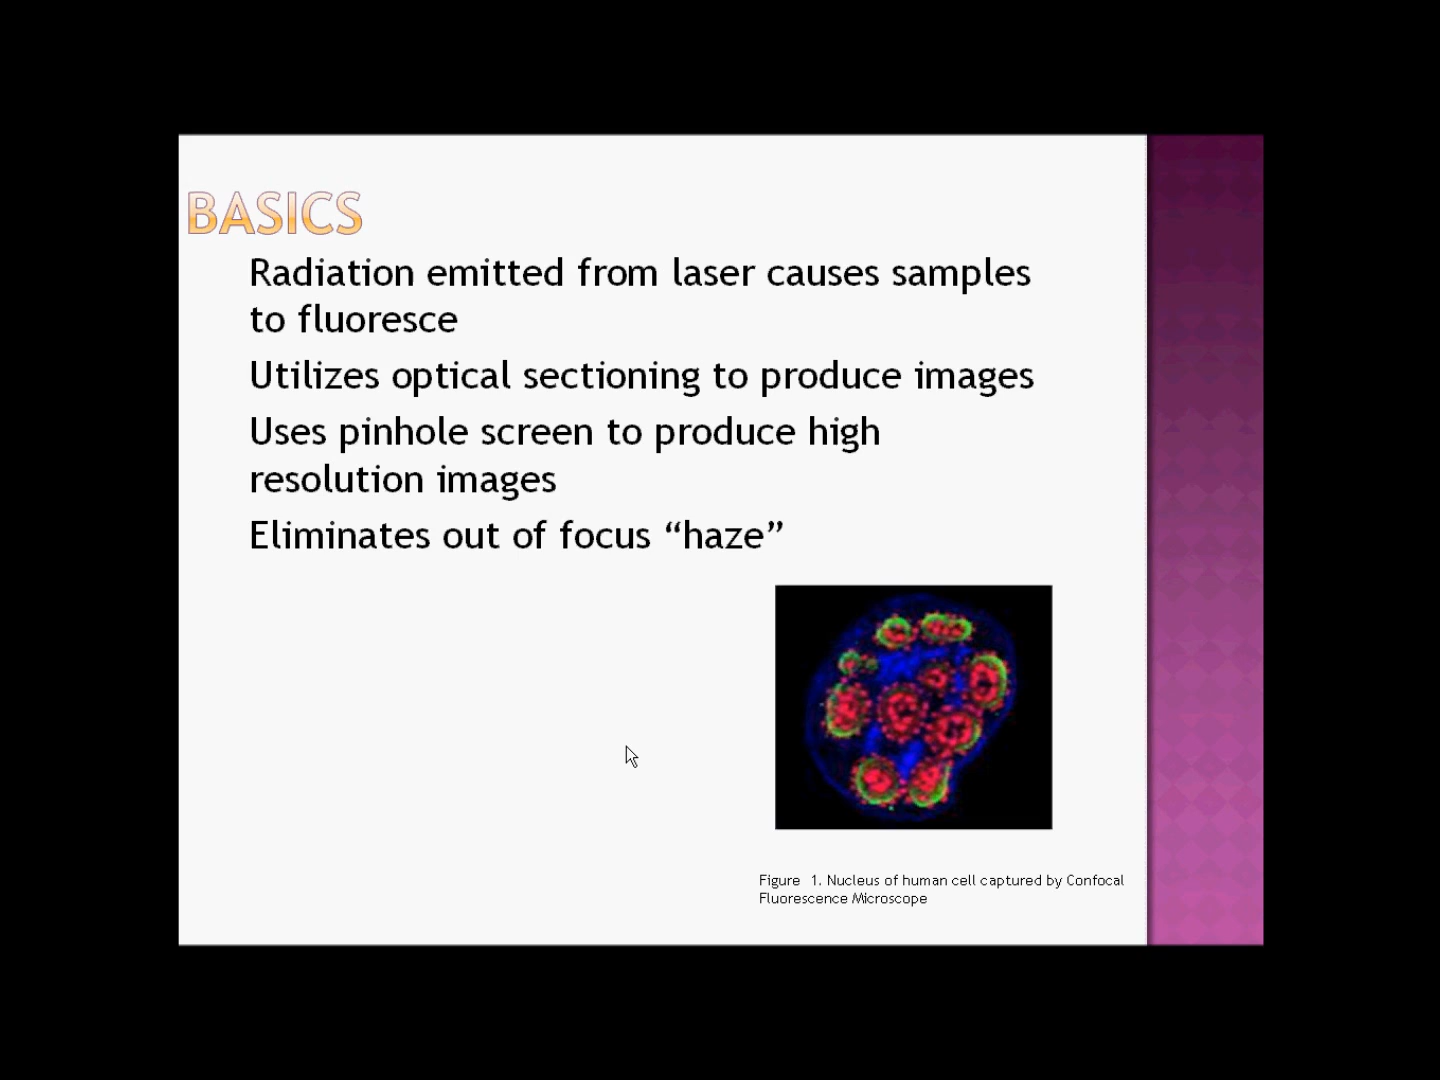 BASICS
Radiation emitted from laser causes samples
to fluoresce
Utilizes optical sectioning to produce images
Uses pinhole screen to produce high
resolution images
Eliminates out of focus “haze”
Figure  1. Nucleus of human cell captured by Confocal
Fluorescence Microscope